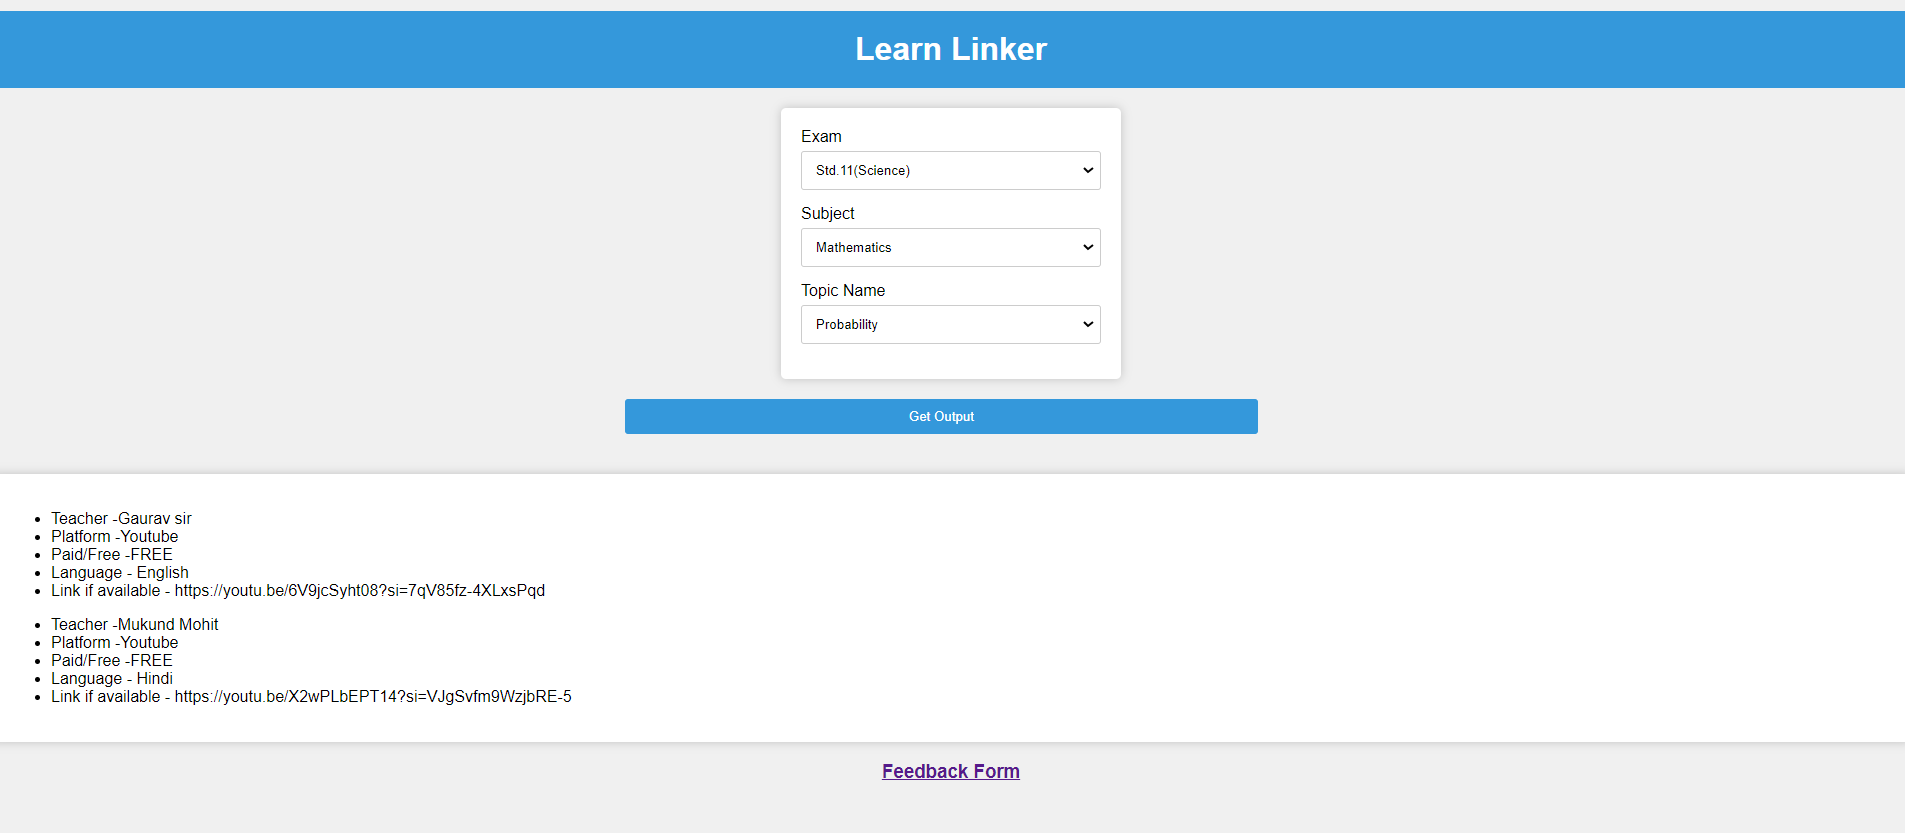 Learn Linker
Exam
Std.11(Science)
Subject
Mathematics
Topic Name
Probability
Get Output
Teacher -Gaurav sir
Platform -Youtube
Paid/Free -FREE
Language - English
Link if available - https://youtu.be/6V9jcSyht08?si=7qV85fz-4XLxsPqd
Teacher -Mukund Mohit
Platform -Youtube
Paid/Free -FREE
Language - Hindi
Link if available - https://youtu.be/X2wPLbEPT14?si=VJgSvfm9WzjbRE-5
Feedback Form